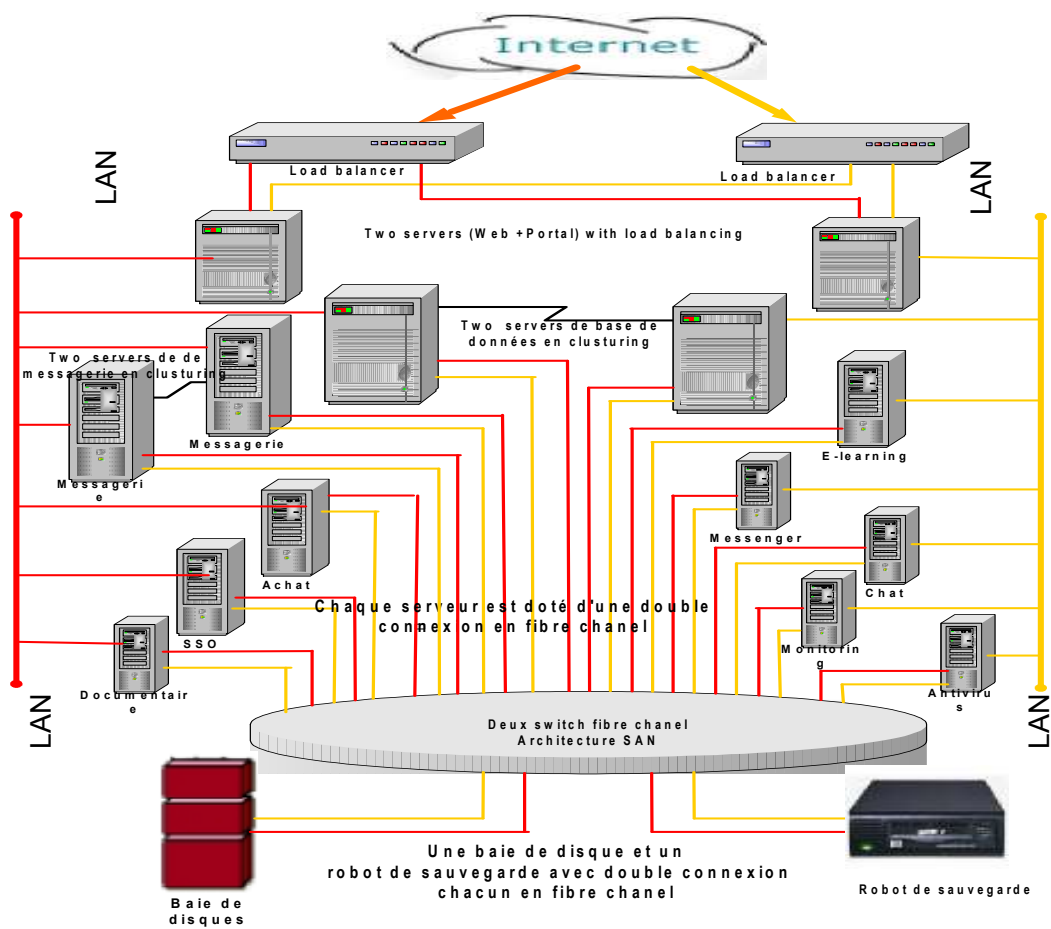 Internet
LAN
LAN
Load balancer
Load balancer
Two servers (Web +Portal) with load balancing
Two servers de base de
données en clusturing
Two servers de de
messagerie en clusturing
Messagerie
E-learning
Messageri
e
Messenger
Achat
Chat
Chaque serveur est doté d'une double
connexion en fibre chanel
SSO
Monitorin
g
Documentair
e
Antiviru
s
LAN
LAN
Deux switch fibre chanel
Architecture SAN
Une baie de disque et un
robot de sauvegarde avec double connexion
chacun en fibre chanel
Robot de sauvegarde
Baie de
disques